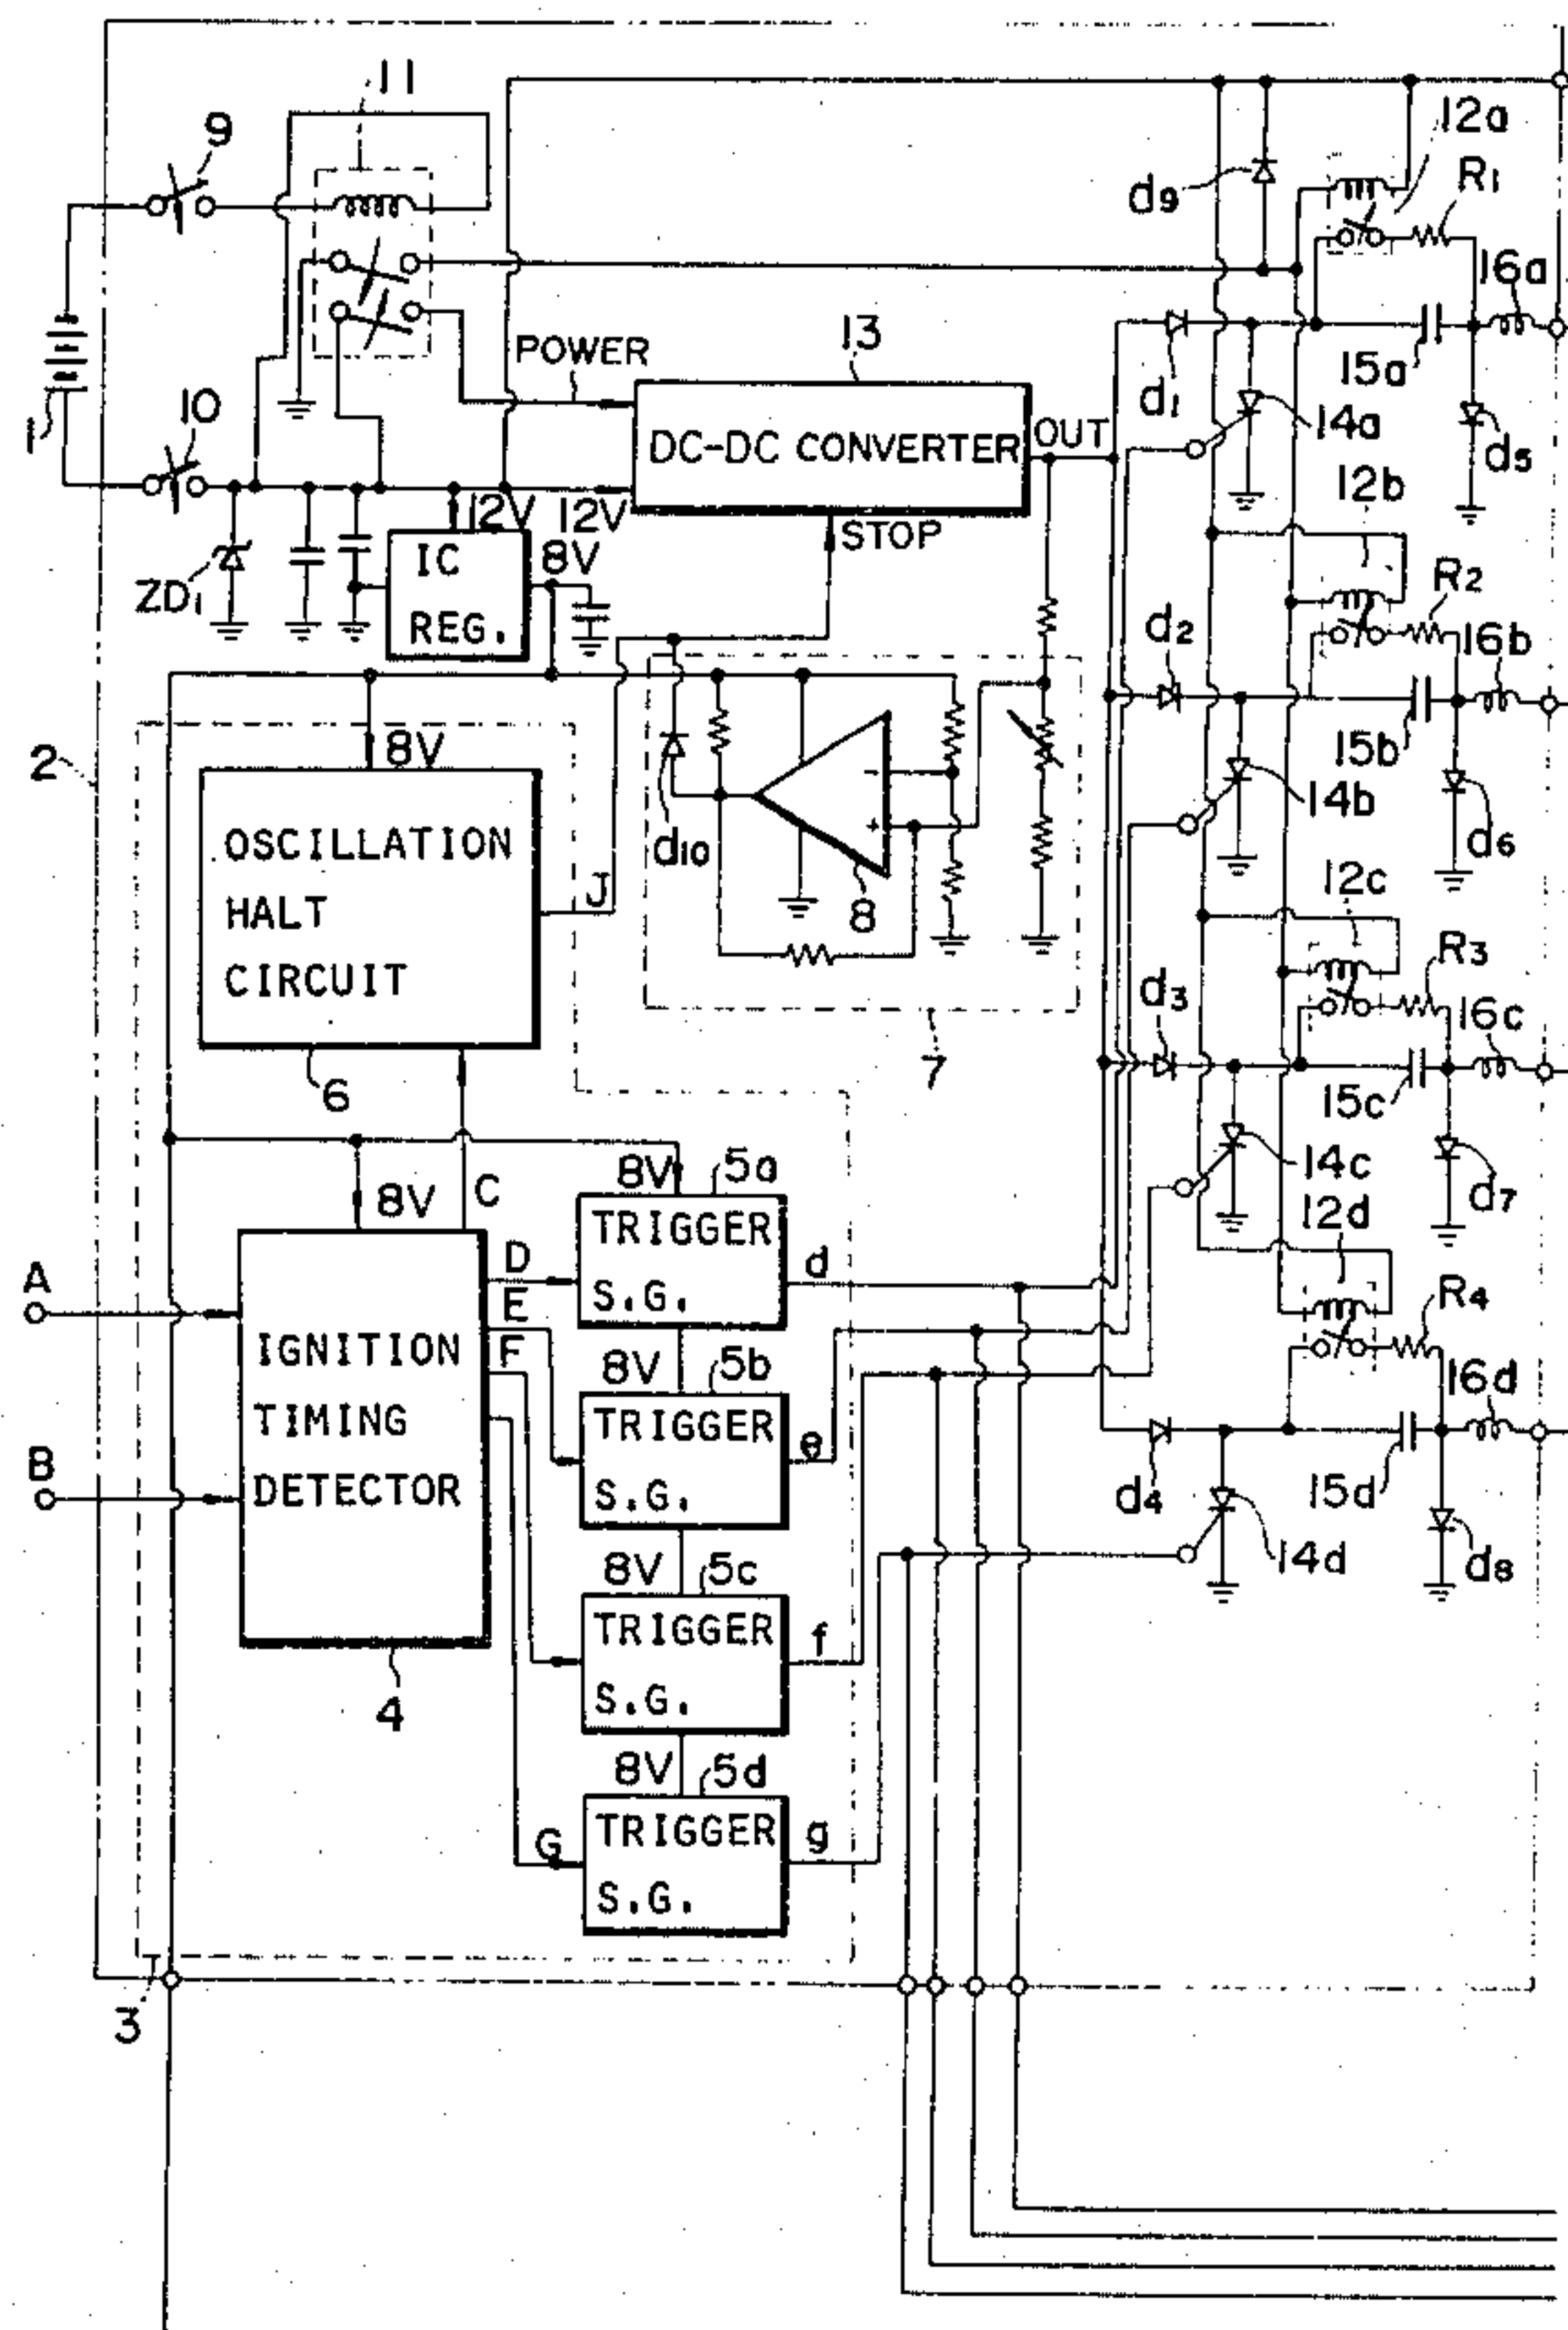 11
9
12a
R1
d9
16a
13
POWER
15a
1
10
d1
14a
DC-DC CONVERTER
OUT
d5
12b
12V
12V
STOP
IC
REG.
8V
ZD1
R2
d2
16b
2
8V
15b
14b
d6
OSCILLATION
HALT
CIRCUIT
J
d10
-
+
8
12c
R3
d3
16c
6
7
15c
14c
d7
C
8V
8V
5a
12d
TRIGGER
S.G.
A
D
d
E
R4
IGNITION
TIMING
DETECTOR
F
8V
5b
16d
TRIGGER
S.G.
e
B
d4
15d
14d
d8
8V
5c
TRIGGER
S.G.
f
4
8V
5d
G
TRIGGER
S.G.
g
3